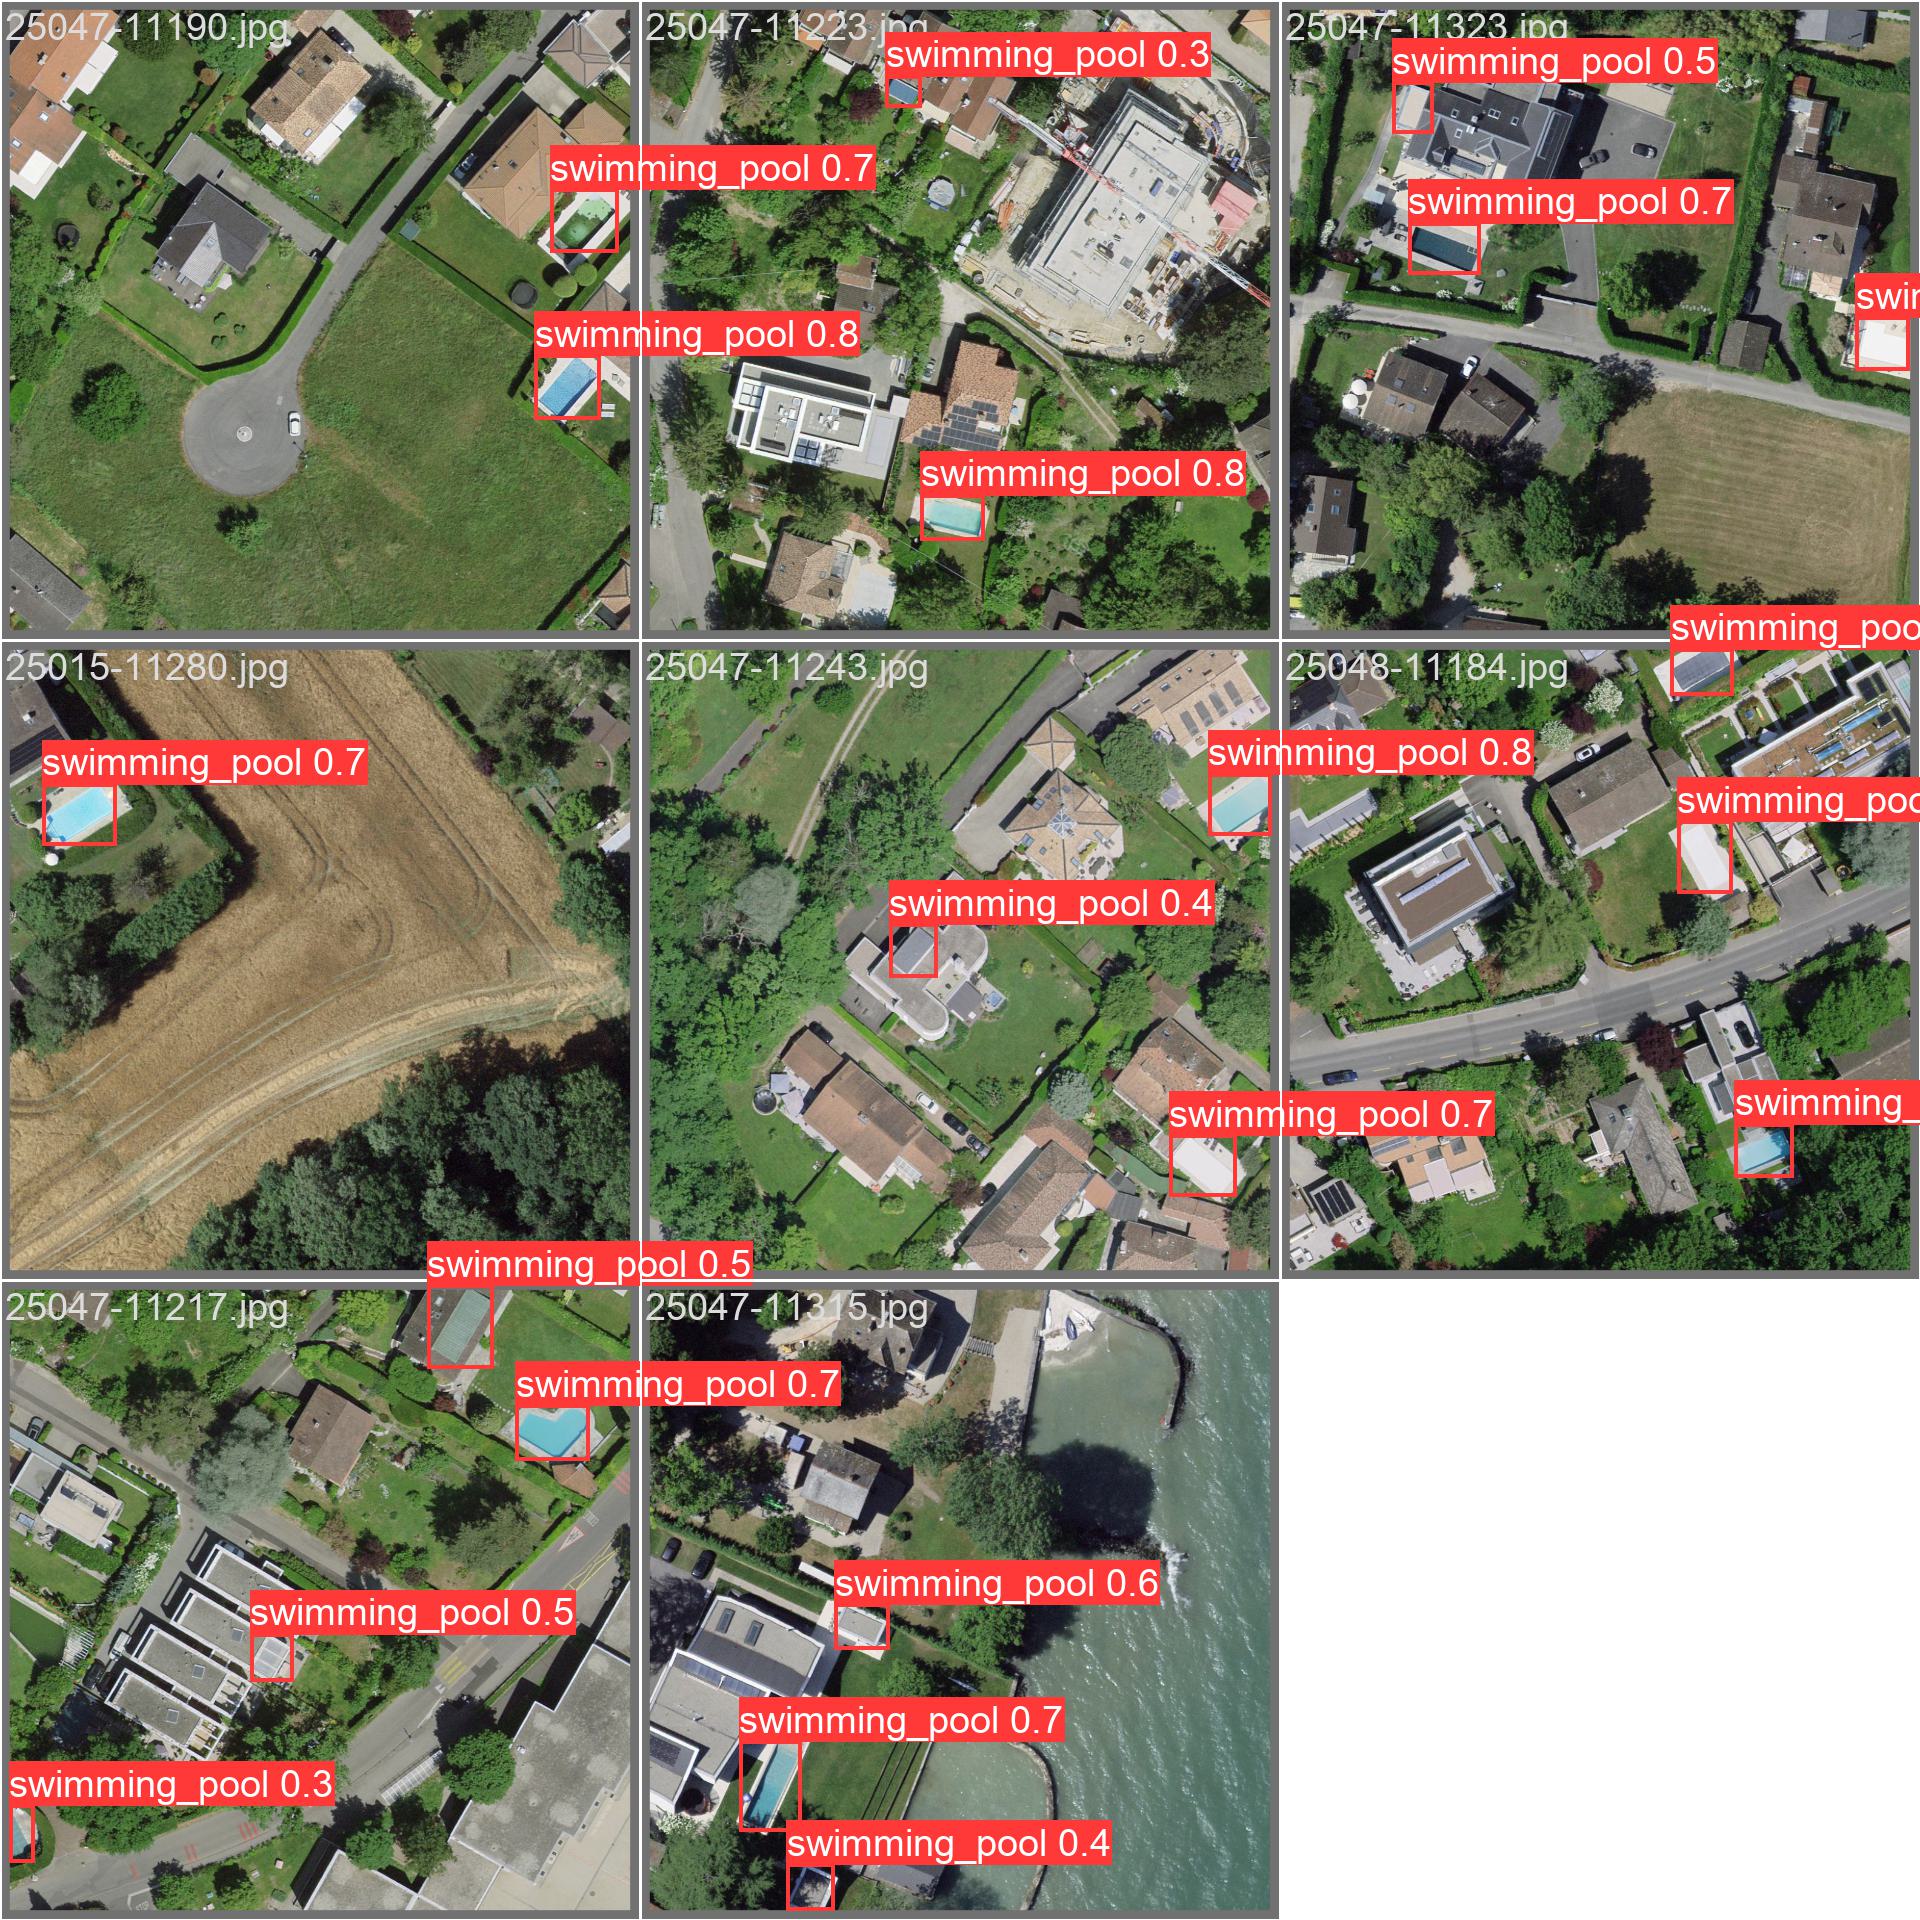 25047-11190.jpg
swimming_pool 0.7
swimming_pool 0.8
25047-11223.jpg
swimming_pool 0.3
swimming_pool 0.8
25047-11323.jpg
swimming_pool 0.5
swimming_pool 0.7
25015-11280.jpg
swimming_pool 0.7
25047-11243.jpg
swimming_pool 0.8
swimming_pool 0.4
swimming_pool 0.7
25048-11184.jpg
swimming_
25047-11217.jpg
swimming_pool 0.5
swimming_pool 0.7
swimming_pool 0.5
swimming_pool 0.3
25047-11315.jpg
swimming_pool 0.6
swimming_pool 0.7
swimming_pool 0.4